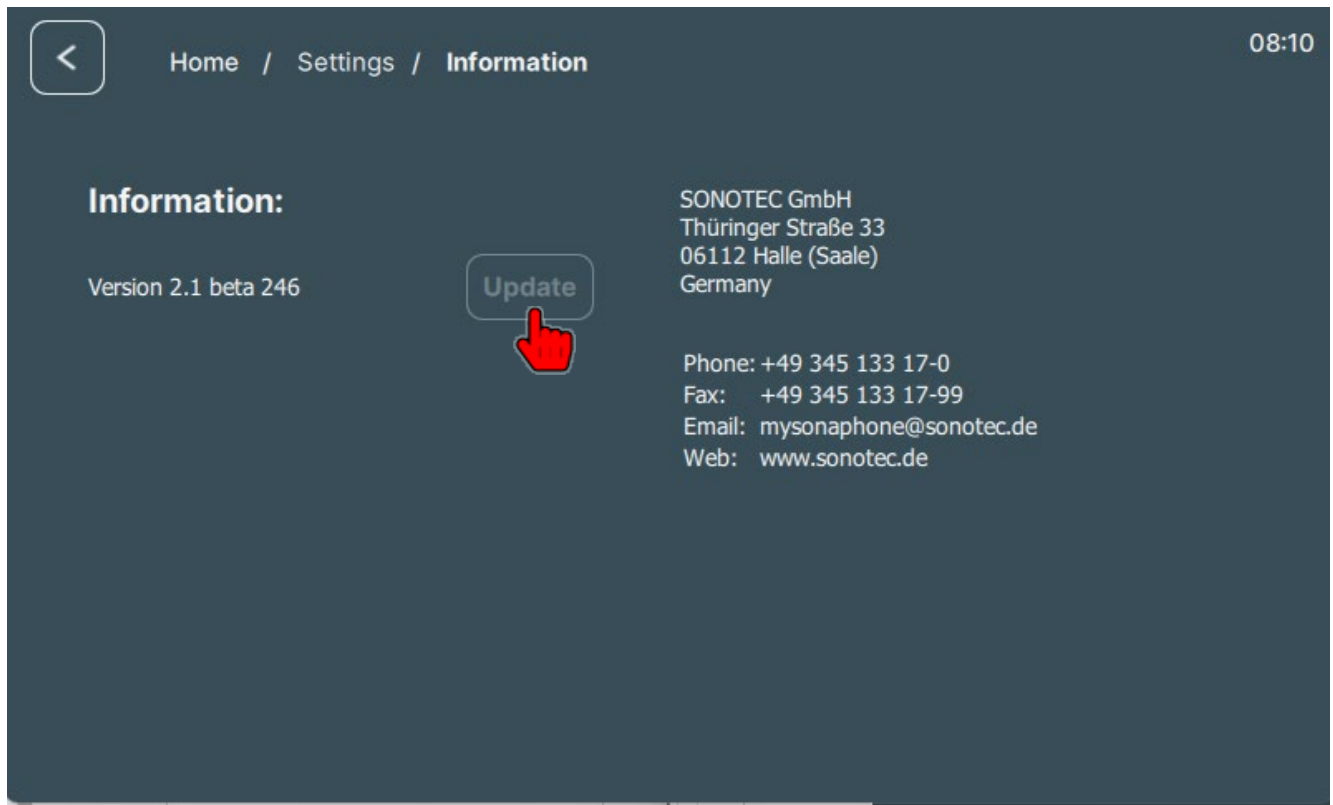 Home / Settings / Information
08:10
Information:
Version 2.1 beta 246
Update
SONOTEC GmbH
Thüringer Straße 33
06112 Halle (Saale)
Germany
Phone: +49 345 133 17-0
Fax: +49 345 133 17-99
Email: mysonaphone@sonotec.de
Web: www.sonotec.de